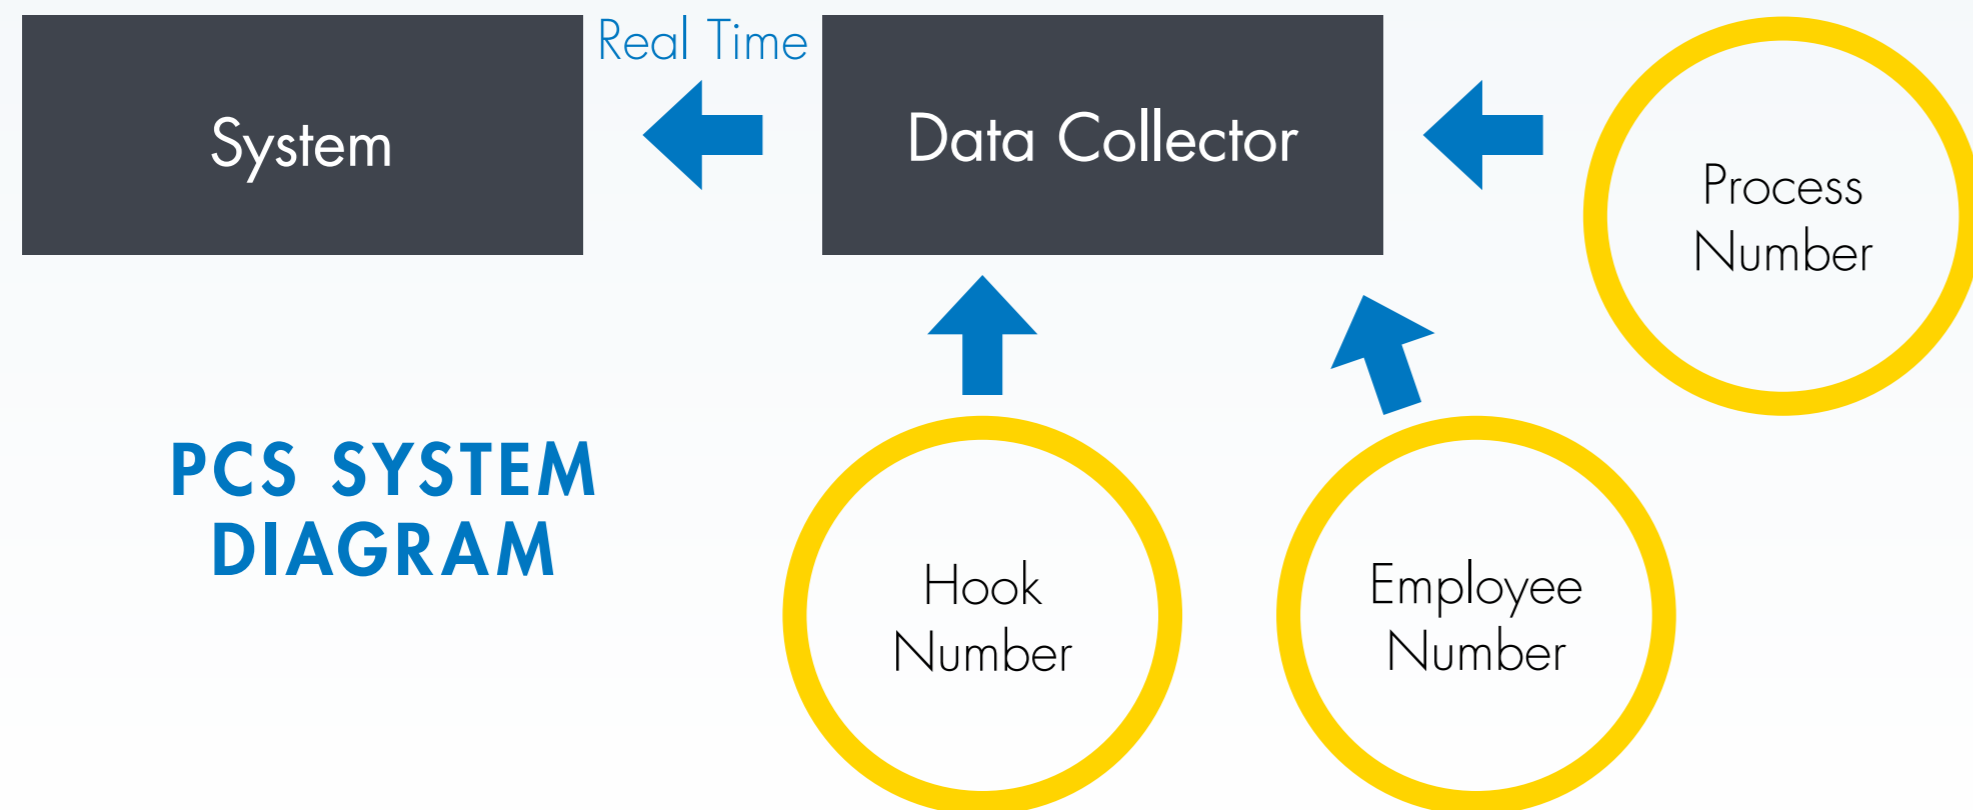 Real Time
System
Data Collector
Process
Number
PCS SYSTEM
DIAGRAM
Hook
Number
Employee
Number